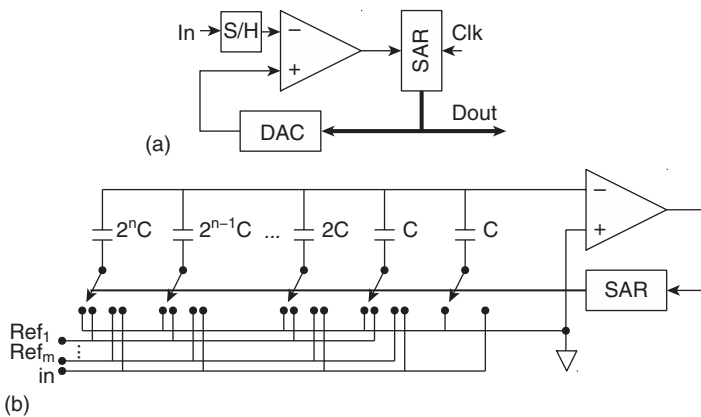 In S/H − SAR Clk
+
DAC Dout
(a)
2ⁿC 2ⁿ⁻¹C ... 2C C C − +
SAR
Ref₁
Refₘ
in
(b)